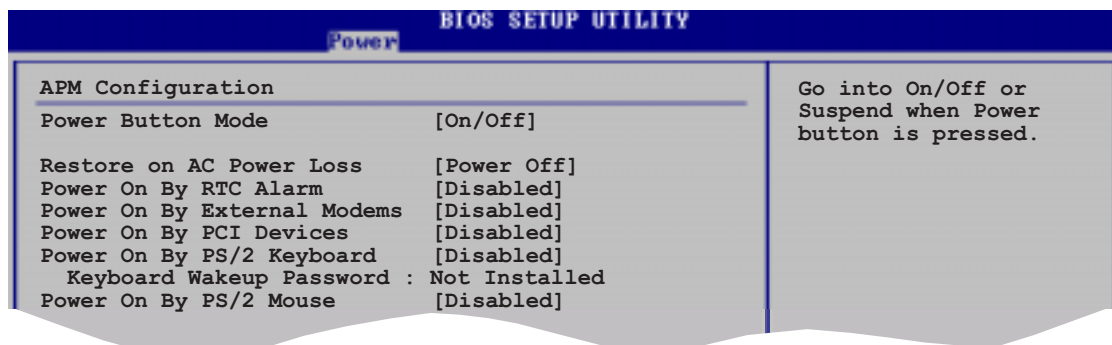 BIOS SETUP UTILITY
Power
APM Configuration
Power Button Mode [On/Off]
Restore on AC Power Loss [Power Off]
Power On By RTC Alarm [Disabled]
Power On By External Modems [Disabled]
Power On By PCI Devices [Disabled]
Power On By PS/2 Keyboard [Disabled]
Keyboard Wakeup Password : Not Installed
Power On By PS/2 Mouse [Disabled]
Go into On/Off or
Suspend when Power
button is pressed.